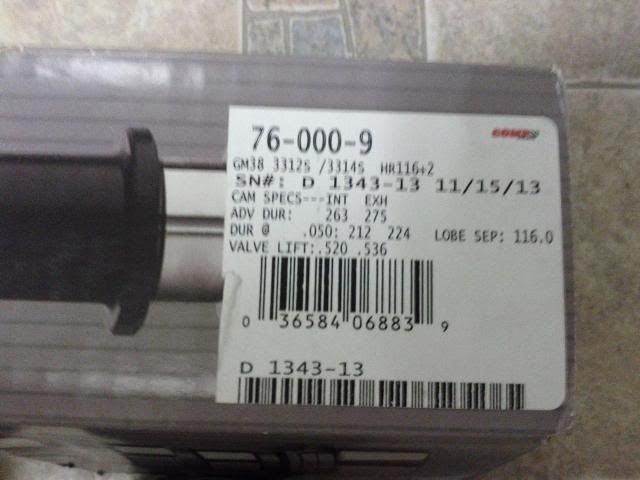 COMP
76-000-9
GM38 3312S /3314S HR116+2
SN#: D 1343-13 11/15/13
CAM SPECS---INT EXH
ADV DUR: 263 275
DUR @ .050: 212 224 LOBE SEP: 116.0
VALVE LIFT:.520 .536
0 36584 06883 9
D 1343-13